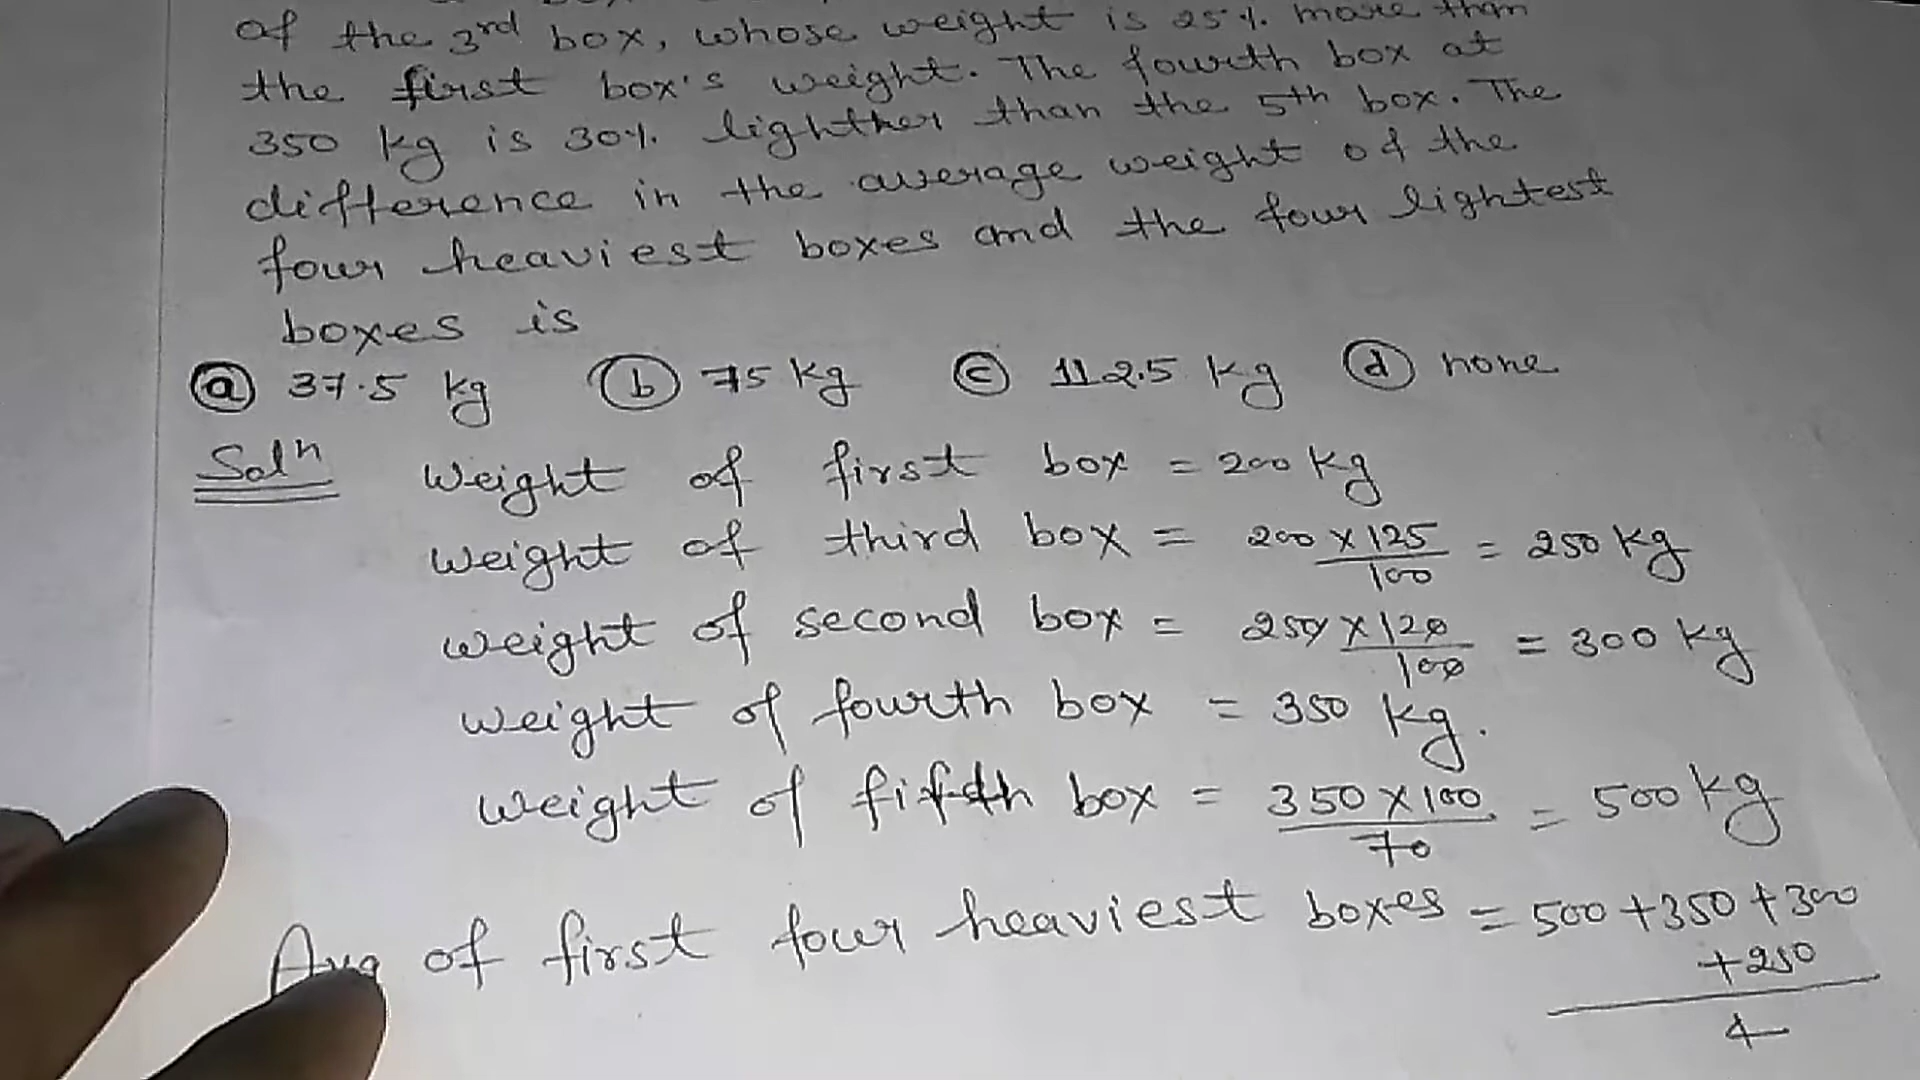 of the 3rd box, whose weight is 25% more than
the first box's weight. The fourth box at
350 kg is 30% lighther than the 5th box. The
difference in the average weight of the
four heaviest boxes and the four lightest
boxes is
(a) 37.5 kg (b) 75 kg (c) 112.5 kg (d) none
Solⁿ Weight of first box = 200 kg
Weight of third box = 200 × 125 / 100 = 250 kg
weight of second box = 250 × 120 / 100 = 300 kg
weight of fourth box = 350 kg.
weight of fifth box = 350 × 100 / 70 = 500 kg
Avg of first four heaviest boxes = 500 + 350 + 300
+ 250
4